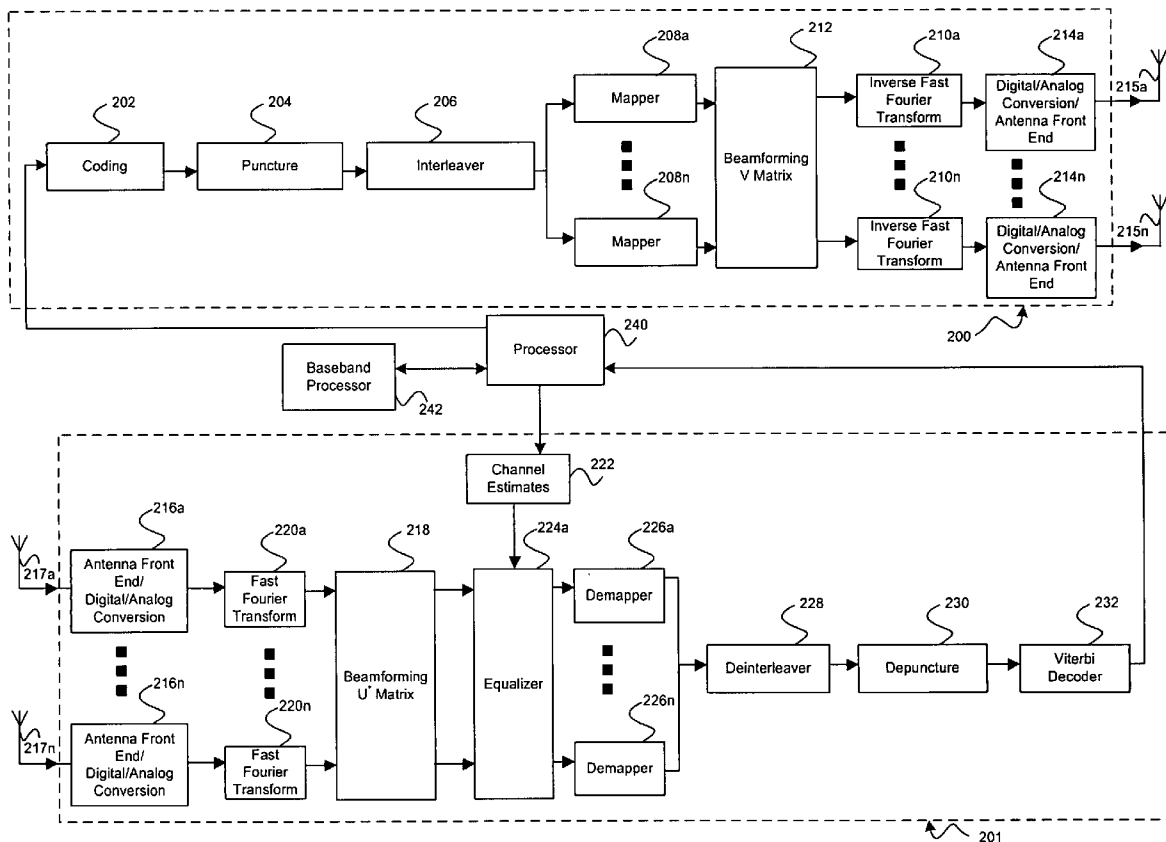 208a
212
210a
214a
202
204
206
215a
Coding
Puncture
Interleaver
Mapper
Beamforming
V Matrix
Inverse Fast
Fourier
Transform
Digital/Analog
Conversion/
Antenna Front
End
208n
210n
214n
215n
Mapper
Inverse Fast
Fourier
Transform
Digital/Analog
Conversion/
Antenna Front
End
200
240
Processor
Baseband
Processor
242
222
Channel
Estimates
216a
220a
218
224a
226a
217a
Antenna Front
End/
Digital/Analog
Conversion
Fast
Fourier
Transform
Beamforming
U* Matrix
Equalizer
Demapper
228
230
232
Deinterleaver
Depuncture
Viterbi
Decoder
216n
220n
226n
217n
Antenna Front
End/
Digital/Analog
Conversion
Fast
Fourier
Transform
Demapper
201